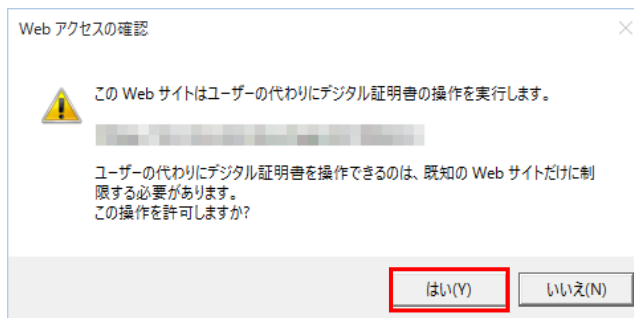 Web アクセスの確認
この Web サイトはユーザーの代わりにデジタル証明書の操作を実行します。
ユーザーの代わりにデジタル証明書を操作できるのは、既知の Web サイトだけに制
限する必要があります。
この操作を許可しますか?
はい(Y)
いいえ(N)